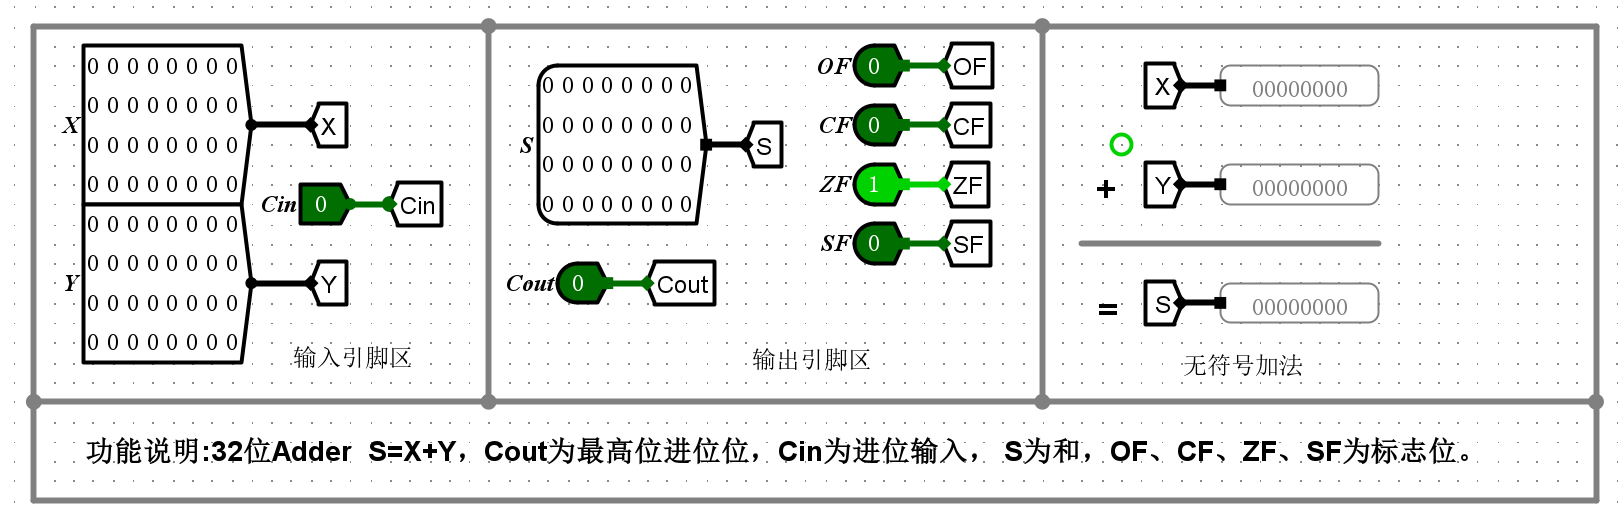 X
0 0 0 0 0 0 0 0
0 0 0 0 0 0 0 0
0 0 0 0 0 0 0 0
0 0 0 0 0 0 0 0
X
Cin 0 Cin
Y
0 0 0 0 0 0 0 0
0 0 0 0 0 0 0 0
0 0 0 0 0 0 0 0
0 0 0 0 0 0 0 0
Y
输入引脚区
S
0 0 0 0 0 0 0 0
0 0 0 0 0 0 0 0
0 0 0 0 0 0 0 0
0 0 0 0 0 0 0 0
S
Cout 0 Cout
OF 0 OF
CF 0 CF
ZF 1 ZF
SF 0 SF
输出引脚区
X 00000000
+ Y 00000000
= S 00000000
无符号加法
功能说明:32位Adder S=X+Y，Cout为最高位进位位，Cin为进位输入， S为和，OF、CF、ZF、SF为标志位。